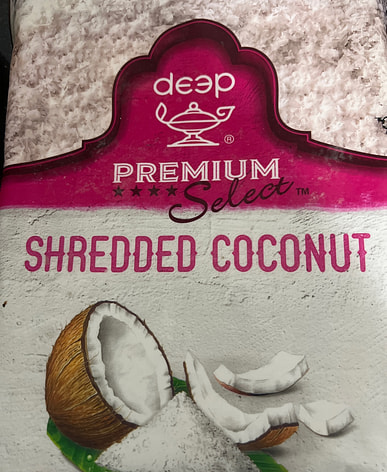 deep
®
PREMIUM
Select ™
SHREDDED COCONUT